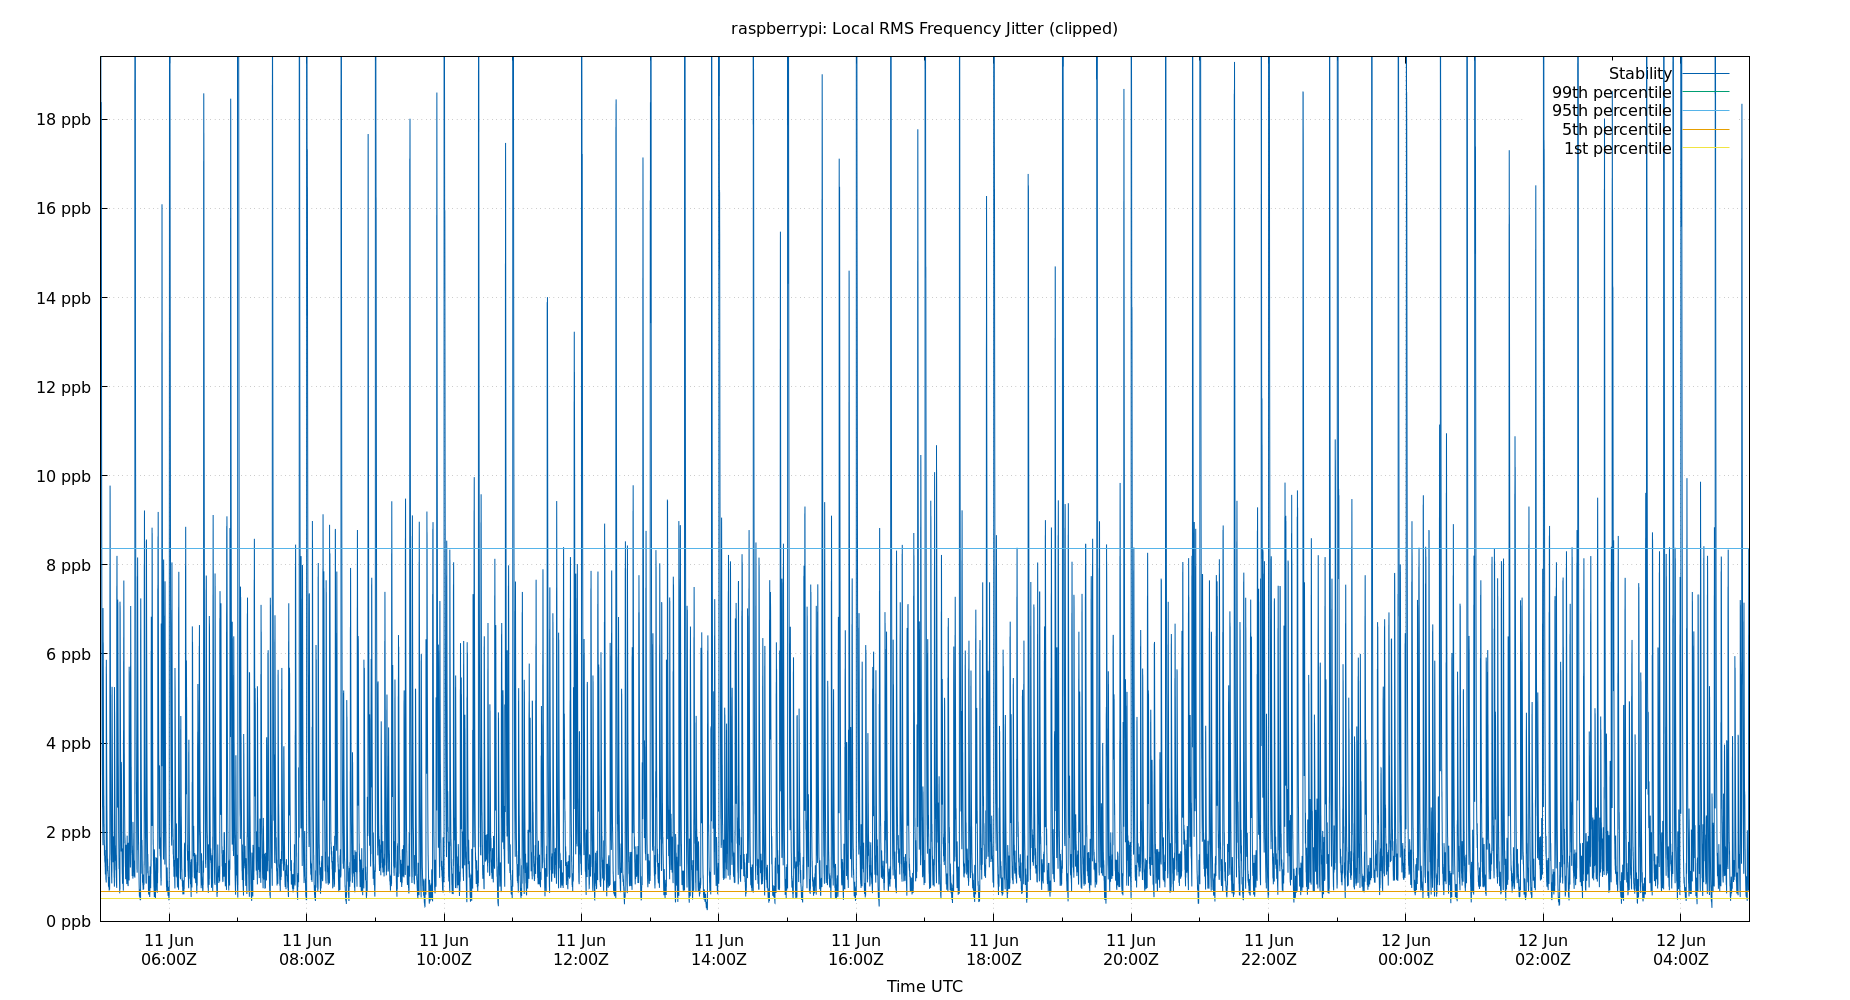 raspberrypi: Local RMS Frequency Jitter (clipped)
Stability
99th percentile
95th percentile
5th percentile
1st percentile
18 ppb
16 ppb
14 ppb
12 ppb
10 ppb
8 ppb
6 ppb
4 ppb
2 ppb
0 ppb
11 Jun 11 Jun 11 Jun 11 Jun 11 Jun 11 Jun 11 Jun 11 Jun 11 Jun 12 Jun 12 Jun 12 Jun
06:00Z 08:00Z 10:00Z 12:00Z 14:00Z 16:00Z 18:00Z 20:00Z 22:00Z 00:00Z 02:00Z 04:00Z
Time UTC